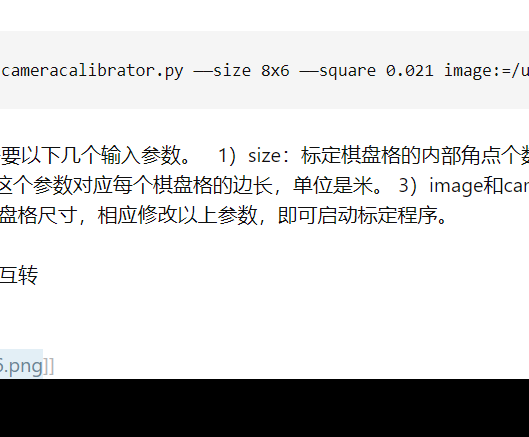 cameracalibrator.py ——size 8x6 ——square 0.021 image:=/u
要以下几个输入参数。 1）size：标定棋盘格的内部角点个数
这个参数对应每个棋盘格的边长，单位是米。 3）image和car
盘格尺寸，相应修改以上参数，即可启动标定程序。
互转
6.png]]